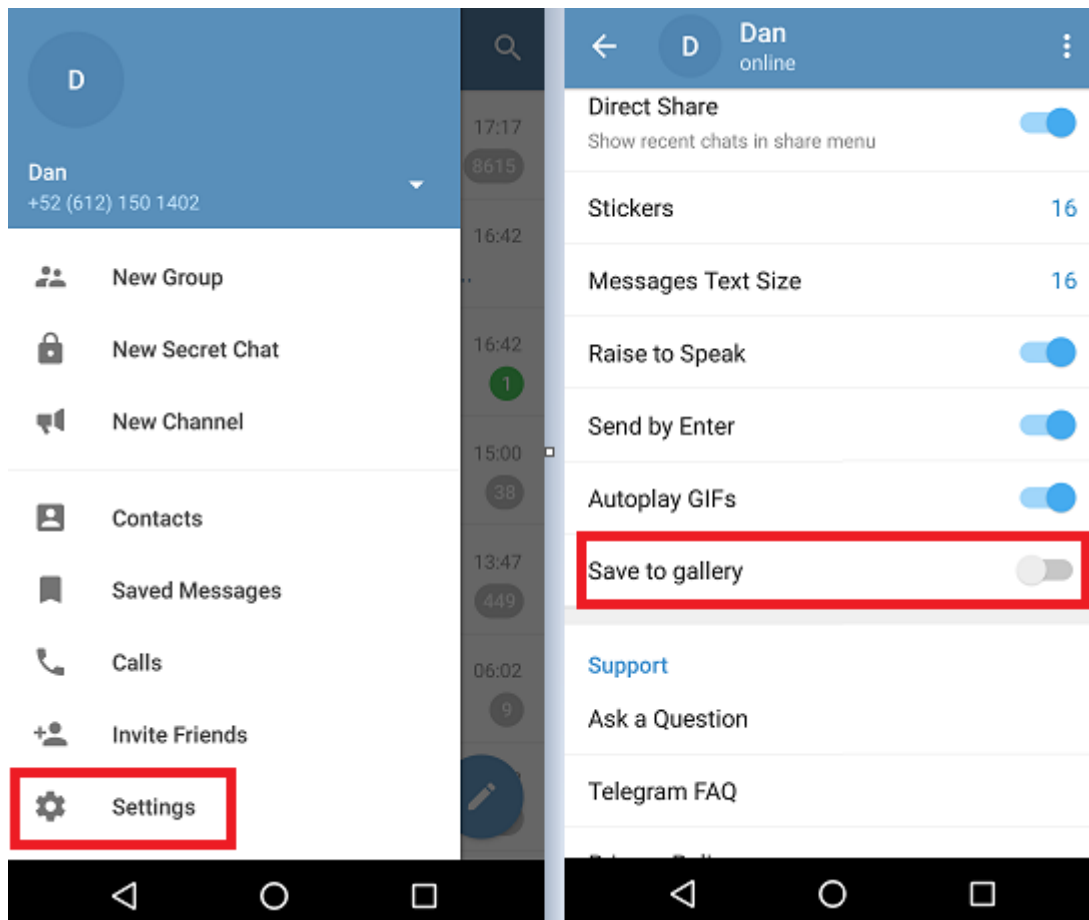 D
Dan
+52 (612) 150 1402
New Group
New Secret Chat
New Channel
Contacts
Saved Messages
Calls
Invite Friends
Settings
17:17
8615
16:42
..
16:42
1
15:00
38
13:47
449
06:02
9
D
Dan
online
Direct Share
Show recent chats in share menu
Stickers 16
Messages Text Size 16
Raise to Speak
Send by Enter
Autoplay GIFs
Save to gallery
Support
Ask a Question
Telegram FAQ